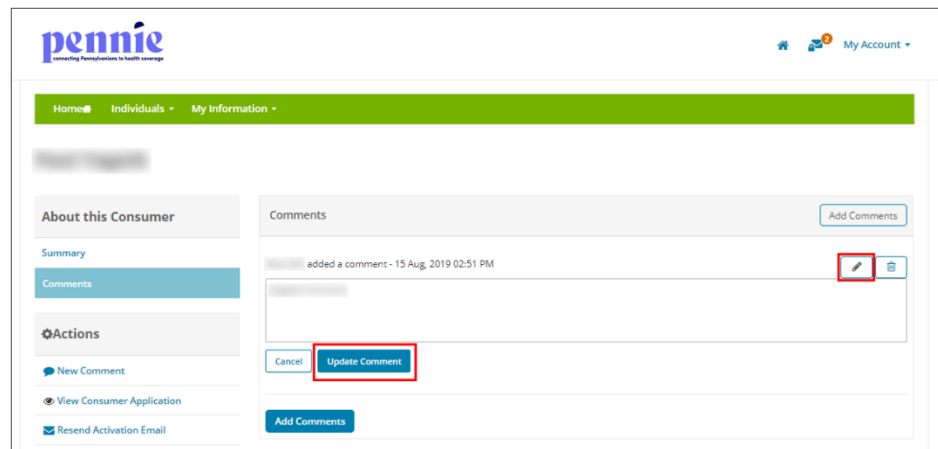 pennie
connecting Pennsylvanians to health coverage
2
My Account
Home Individuals My Information
About this Consumer
Summary
Comments
Actions
New Comment
View Consumer Application
Resend Activation Email
Comments
Add Comments
added a comment - 15 Aug, 2019 02:51 PM
Cancel
Update Comment
Add Comments